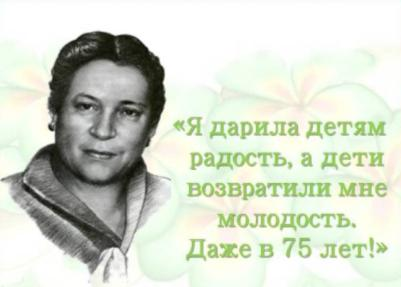 «Я дарила детям
радость, а дети
возвратили мне
молодость.
Даже в 75 лет!»